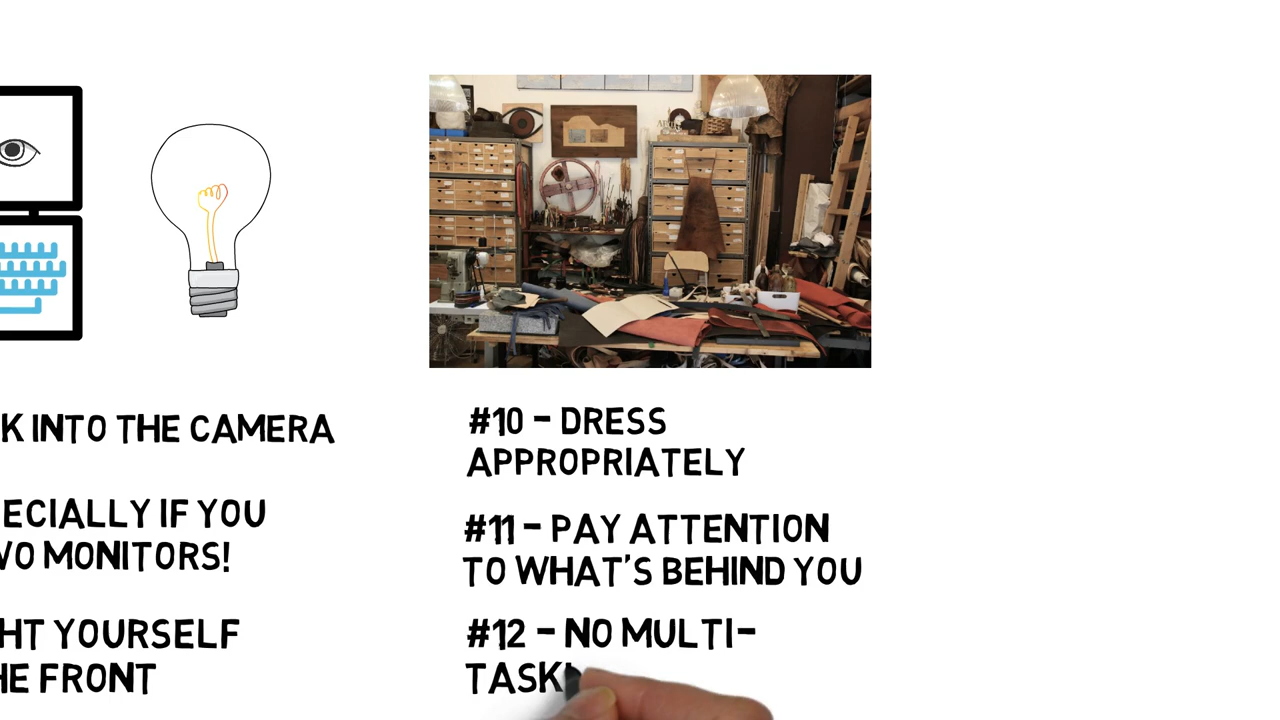 K INTO THE CAMERA
ECIALLY IF YOU
VO MONITORS!
HT YOURSELF
HE FRONT
#10 – DRESS
APPROPRIATELY
#11 – PAY ATTENTION
TO WHAT'S BEHIND YOU
#12 – NO MULTI-
TASK